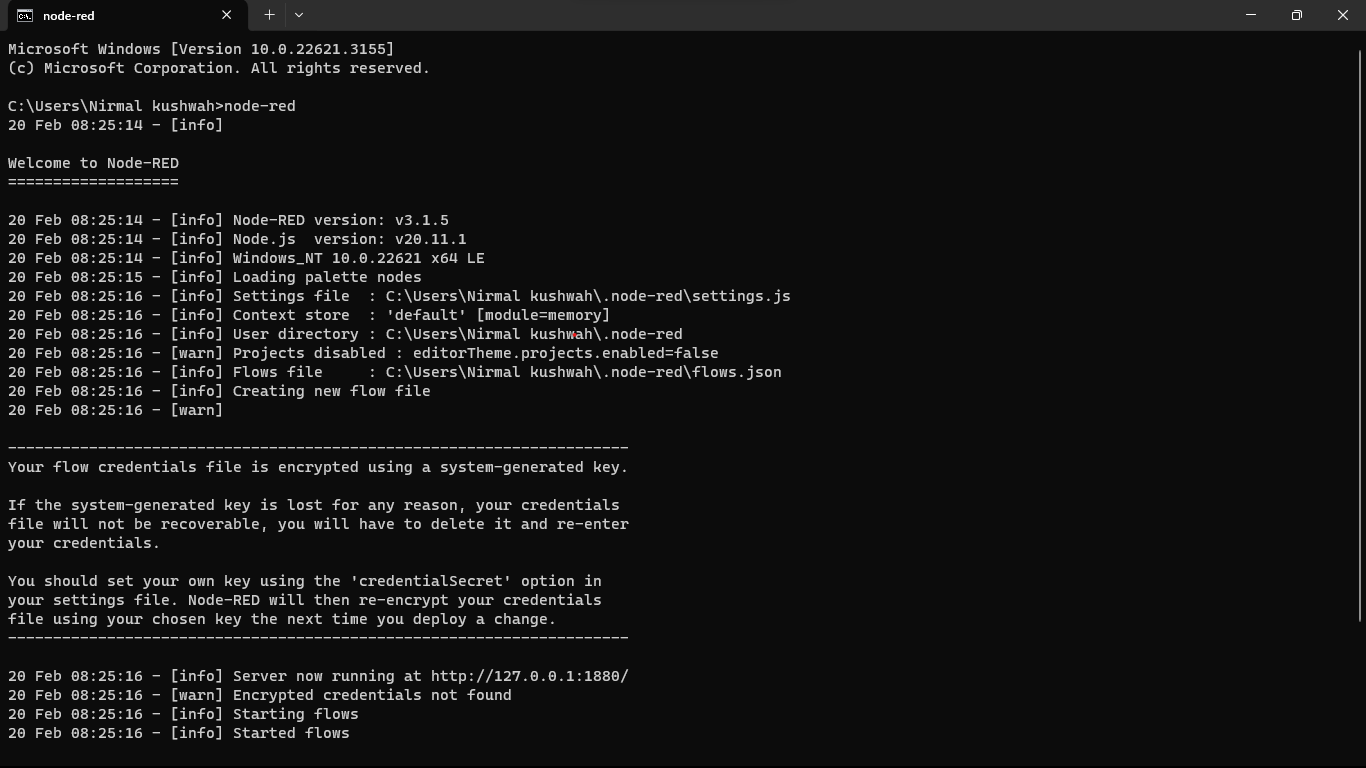 node-red
Microsoft Windows [Version 10.0.22621.3155]
(c) Microsoft Corporation. All rights reserved.
C:\Users\Nirmal kushwah>node-red
20 Feb 08:25:14 - [info]
Welcome to Node-RED
===================
20 Feb 08:25:14 - [info] Node-RED version: v3.1.5
20 Feb 08:25:14 - [info] Node.js  version: v20.11.1
20 Feb 08:25:14 - [info] Windows_NT 10.0.22621 x64 LE
20 Feb 08:25:15 - [info] Loading palette nodes
20 Feb 08:25:16 - [info] Settings file  : C:\Users\Nirmal kushwah\.node-red\settings.js
20 Feb 08:25:16 - [info] Context store  : 'default' [module=memory]
20 Feb 08:25:16 - [info] User directory : C:\Users\Nirmal kushwah\.node-red
20 Feb 08:25:16 - [warn] Projects disabled : editorTheme.projects.enabled=false
20 Feb 08:25:16 - [info] Flows file     : C:\Users\Nirmal kushwah\.node-red\flows.json
20 Feb 08:25:16 - [info] Creating new flow file
20 Feb 08:25:16 - [warn]
---------------------------------------------------------------------
Your flow credentials file is encrypted using a system-generated key.
If the system-generated key is lost for any reason, your credentials
file will not be recoverable, you will have to delete it and re-enter
your credentials.
You should set your own key using the 'credentialSecret' option in
your settings file. Node-RED will then re-encrypt your credentials
file using your chosen key the next time you deploy a change.
---------------------------------------------------------------------
20 Feb 08:25:16 - [info] Server now running at http://127.0.0.1:1880/
20 Feb 08:25:16 - [warn] Encrypted credentials not found
20 Feb 08:25:16 - [info] Starting flows
20 Feb 08:25:16 - [info] Started flows